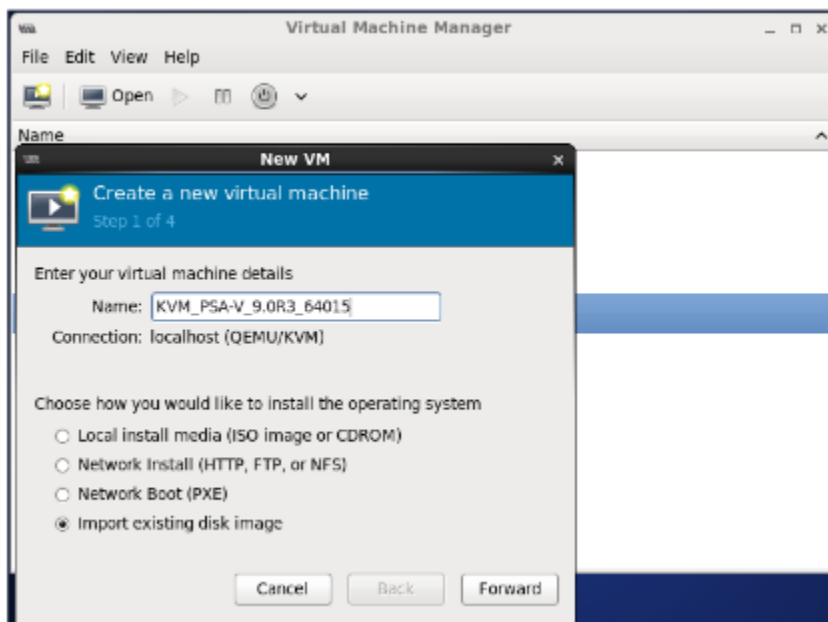 Virtual Machine Manager
File Edit View Help
Open
Name
New VM
Create a new virtual machine
Step 1 of 4
Enter your virtual machine details
Name: KVM_PSA-V_9.0R3_64015
Connection: localhost (QEMU/KVM)
Choose how you would like to install the operating system
Local install media (ISO image or CDROM)
Network Install (HTTP, FTP, or NFS)
Network Boot (PXE)
Import existing disk image
Cancel Back Forward